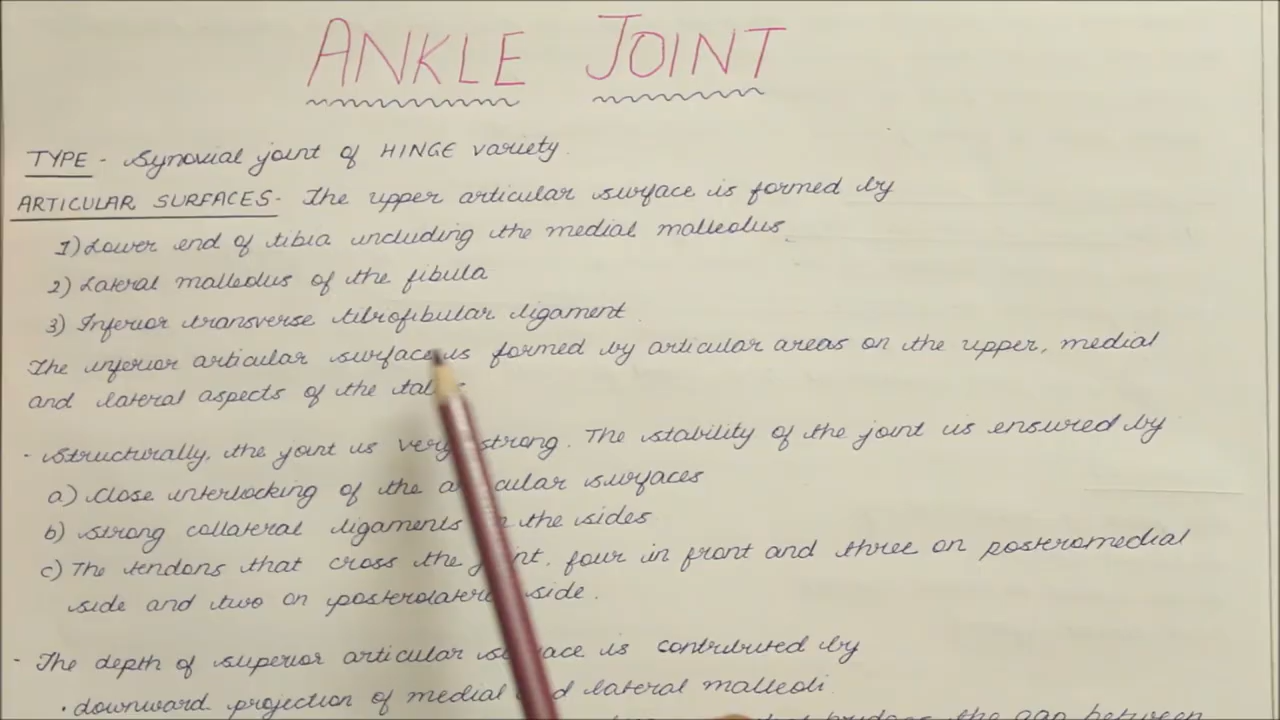 ANKLE JOINT
TYPE - Synovial joint of HINGE variety.
ARTICULAR SURFACES - The upper articular surface is formed by
1) Lower end of tibia including the medial malleolus
2) Lateral malleolus of the fibula
3) Inferior transverse tibiofibular ligament
The inferior articular surface is formed by articular areas on the upper, medial
and lateral aspects of the
- Structurally, the joint is very strong. The stability of the joint is ensured by
a) Close interlocking of the articular surfaces
b) Strong collateral ligaments the sides
c) The tendons that cross the joint, four in front and three on posteromedial
side and two on posterolateral side.
- The depth of superior articular surface is contributed by
• downward projection of medial and lateral malleoli.
the gap between